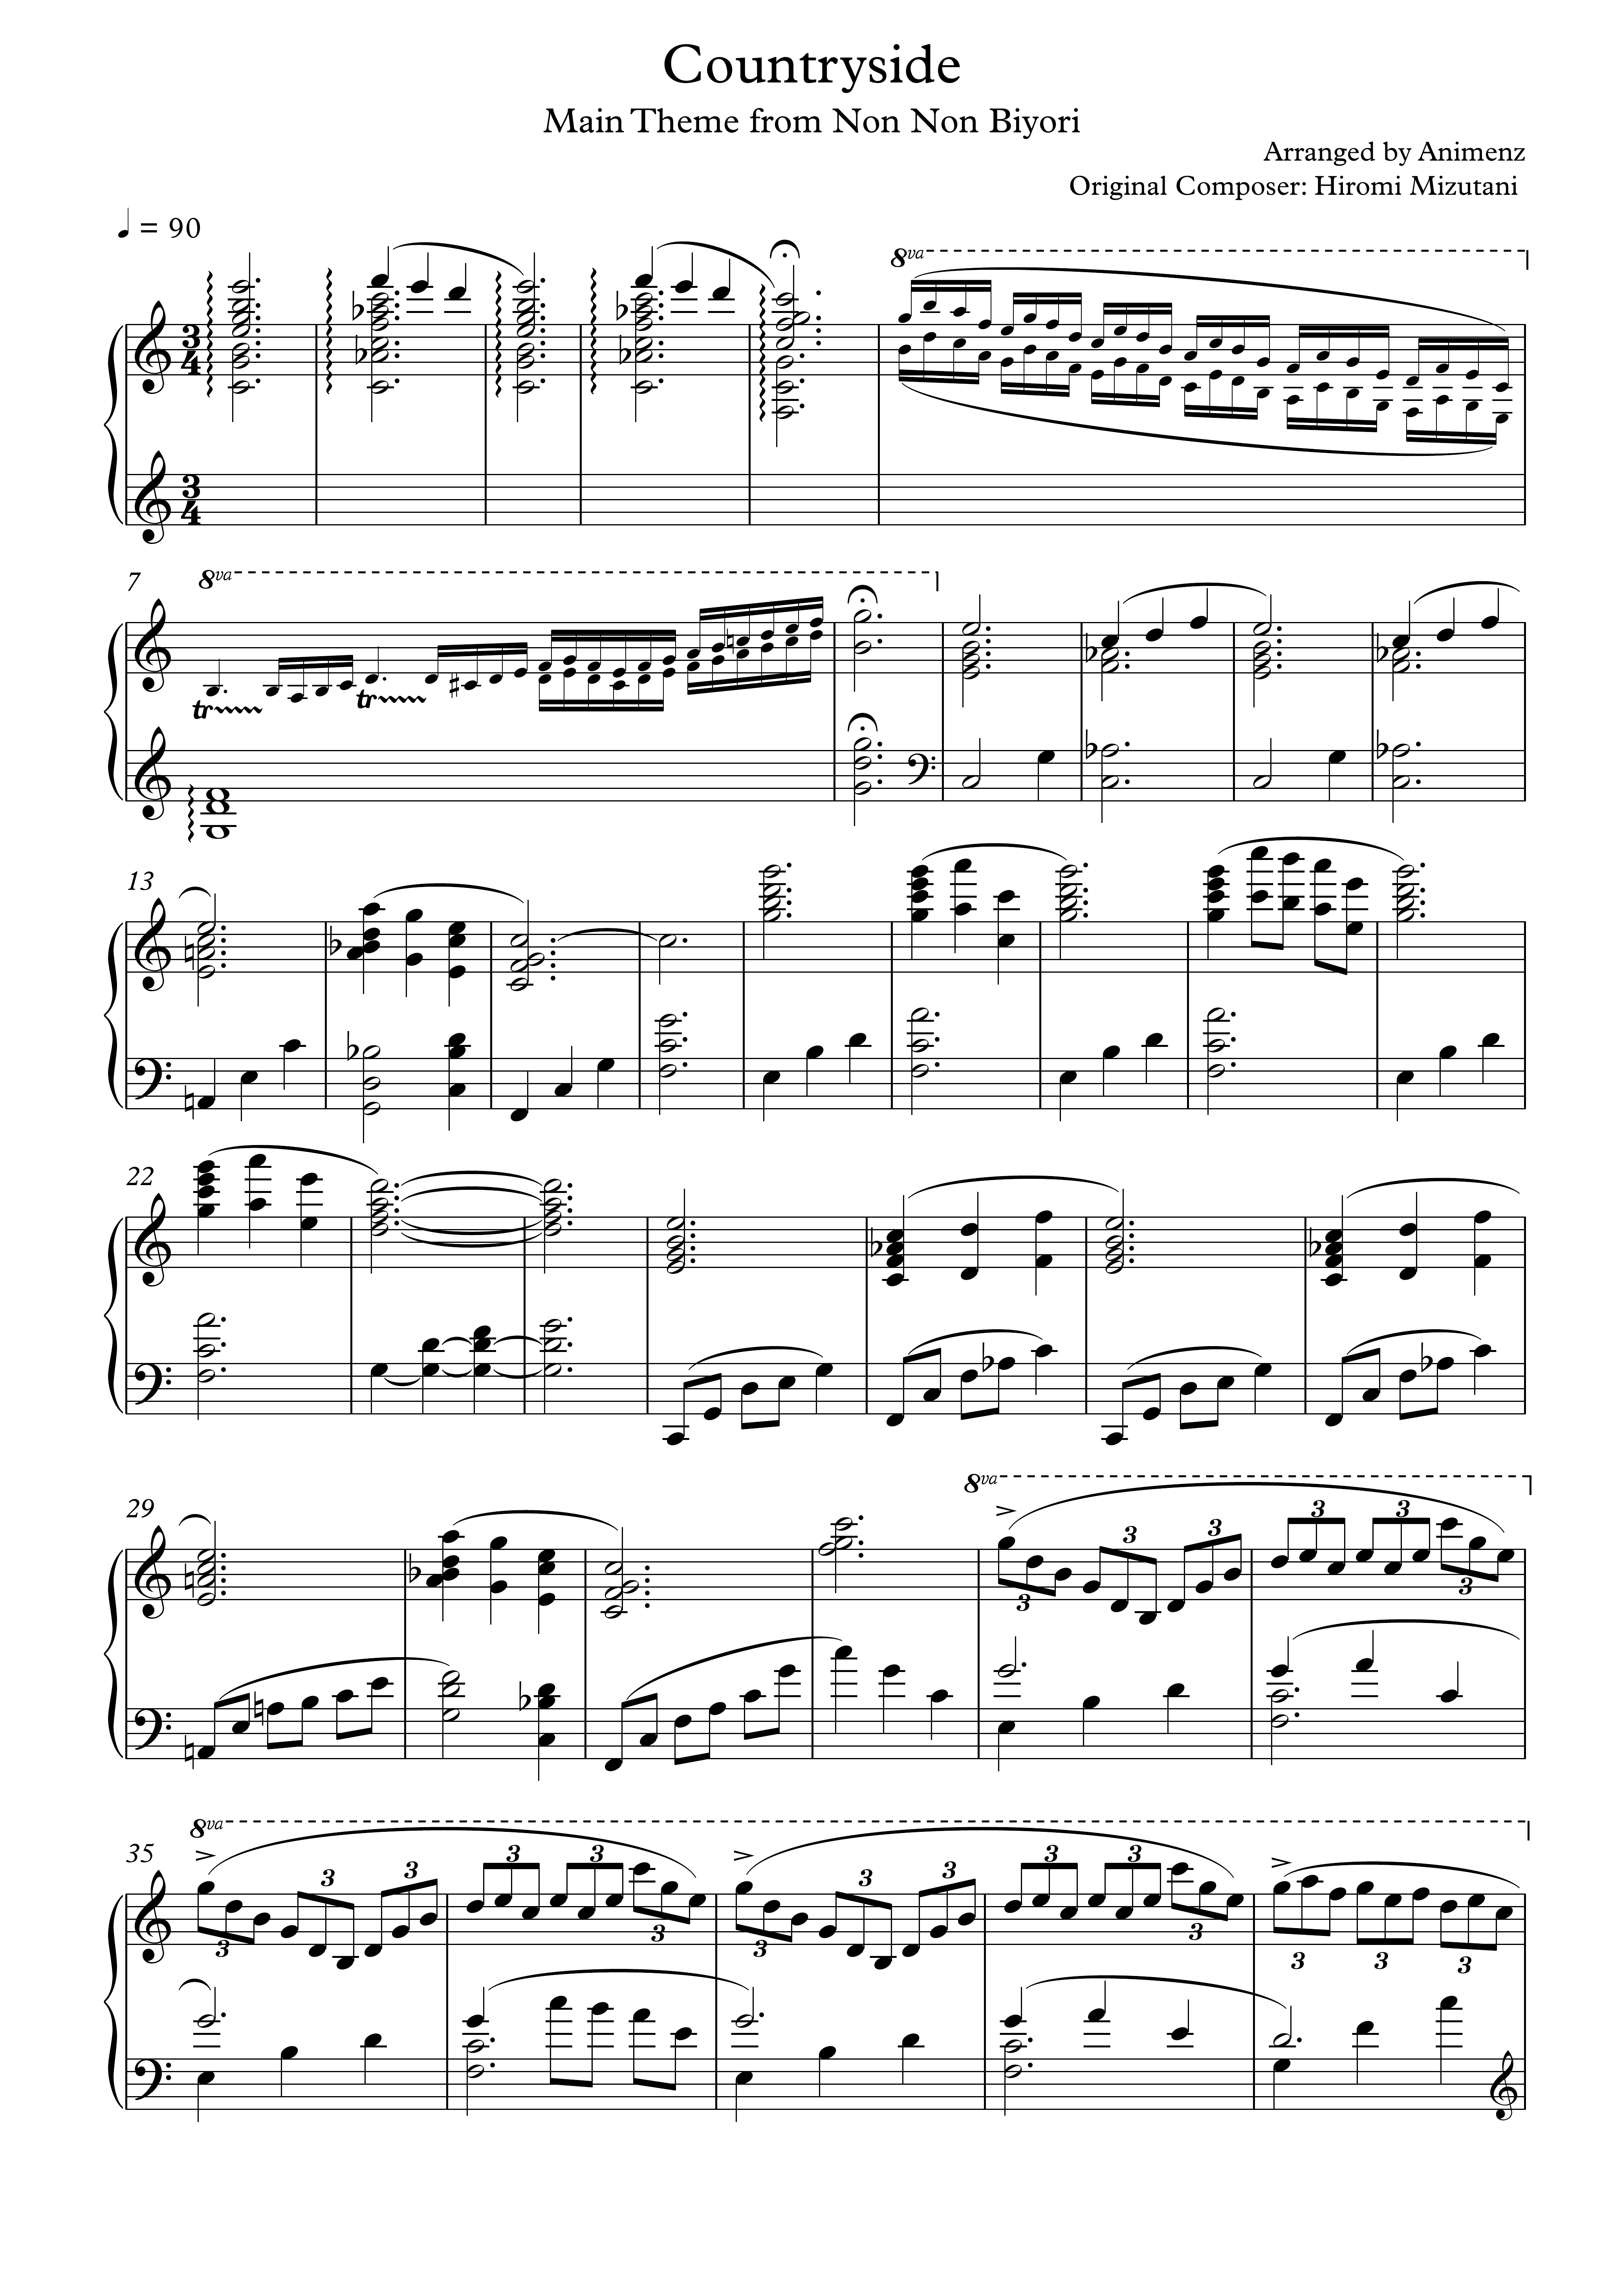 Countryside
Main Theme from Non Non Biyori
Arranged by Animenz
Original Composer: Hiromi Mizutani
♩ = 90
8va
3 4
3 4
7
8va
tr
tr
13
22
29
8va
3 3
3 3
3
3
35
8va
3 3 3 3 3 3 3 3
3 3 3 3 3 3 3